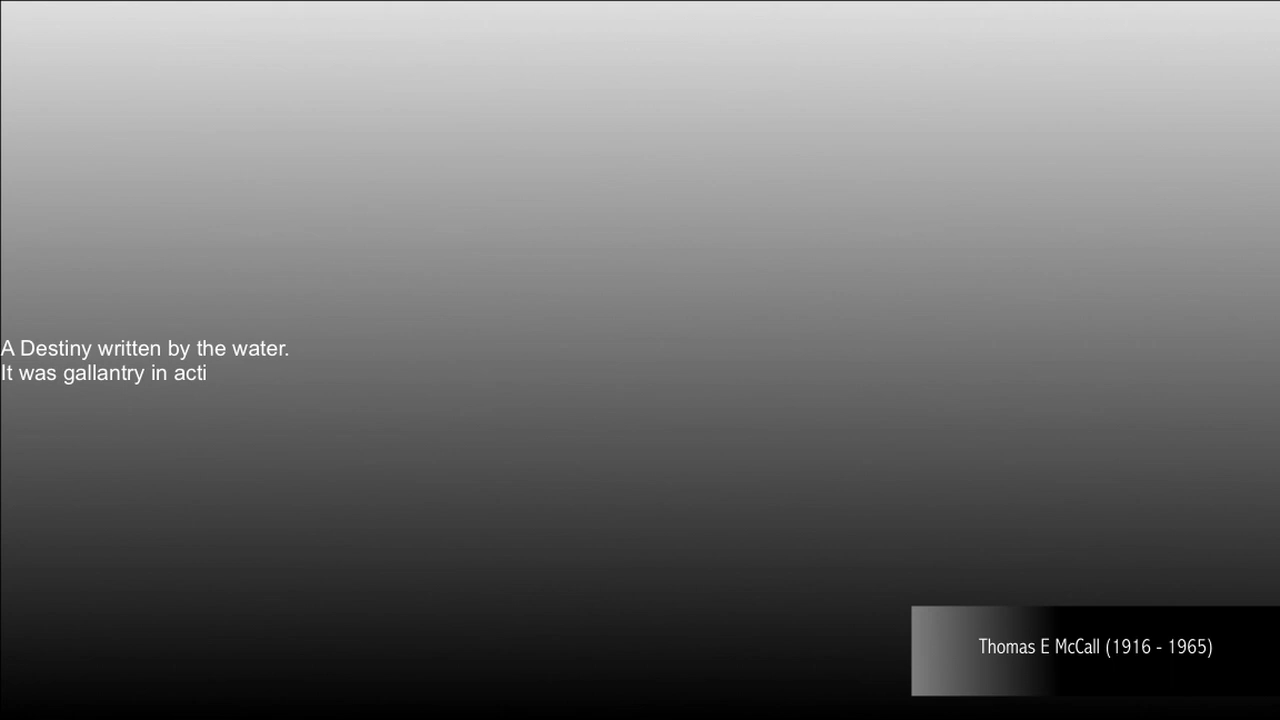 A Destiny written by the water.
It was gallantry in acti
Thomas E McCall (1916 - 1965)